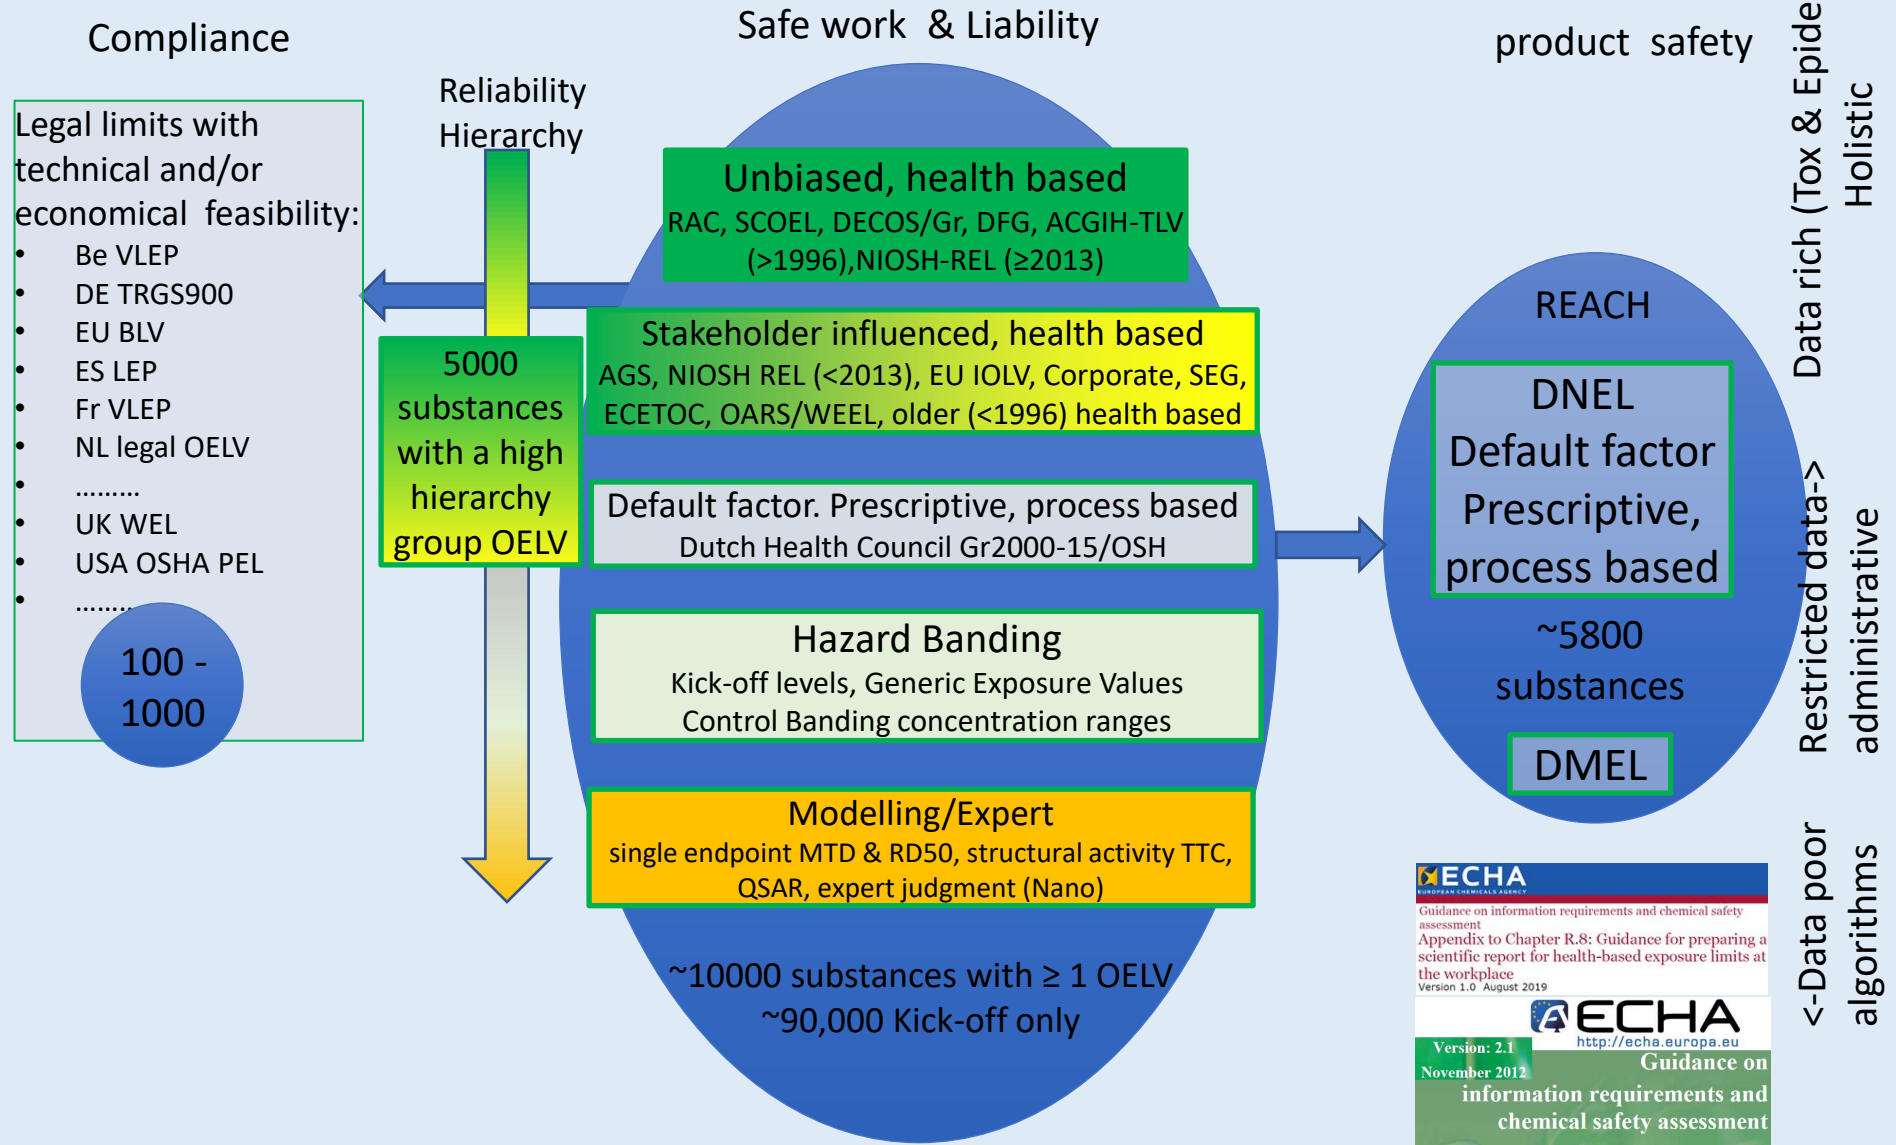 Compliance
Legal limits with
technical and/or
economical feasibility:
• Be VLEP
• DE TRGS900
• EU BLV
• ES LEP
• Fr VLEP
• NL legal OELV
• ………
• UK WEL
• USA OSHA PEL
• ………
100 -
1000
Reliability
Hierarchy
5000
substances
with a high
hierarchy
group OELV
Safe work & Liability
Unbiased, health based
RAC, SCOEL, DECOS/Gr, DFG, ACGIH-TLV
(>1996),NIOSH-REL (≥2013)
Stakeholder influenced, health based
AGS, NIOSH REL (<2013), EU IOLV, Corporate, SEG,
ECETOC, OARS/WEEL, older (<1996) health based
Default factor. Prescriptive, process based
Dutch Health Council Gr2000-15/OSH
Hazard Banding
Kick-off levels, Generic Exposure Values
Control Banding concentration ranges
Modelling/Expert
single endpoint MTD & RD50, structural activity TTC,
QSAR, expert judgment (Nano)
~10000 substances with ≥ 1 OELV
~90,000 Kick-off only
product safety
REACH
DNEL
Default factor
Prescriptive,
process based
~5800
substances
DMEL
ECHA
EUROPEAN CHEMICALS AGENCY
Guidance on information requirements and chemical safety
assessment
Appendix to Chapter R.8: Guidance for preparing a
scientific report for health-based exposure limits at
the workplace
Version 1.0 August 2019
ECHA
http://echa.europa.eu
Version: 2.1
November 2012
Guidance on
information requirements and
chemical safety assessment
Data rich (Tox & Epide
Holistic
Restricted data->
administrative
<-Data poor
algorithms